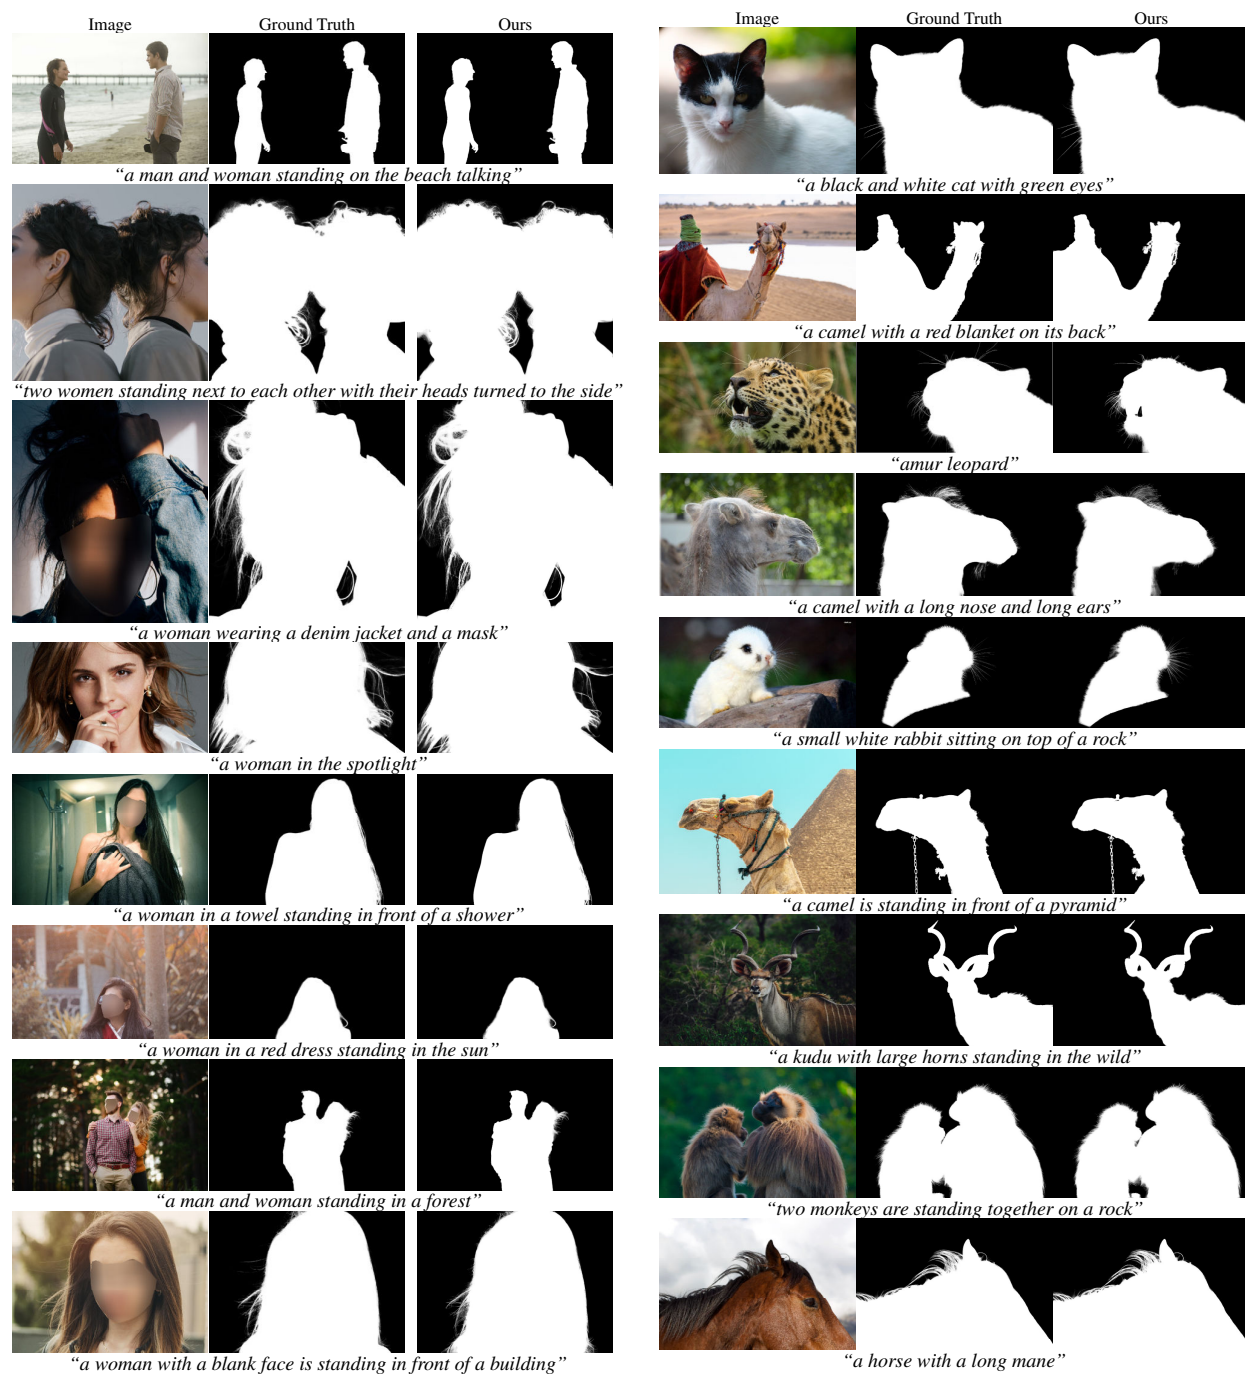 Image Ground Truth Ours
“a man and woman standing on the beach talking”
“two women standing next to each other with their heads turned to the side”
“a woman wearing a denim jacket and a mask”
“a woman in the spotlight”
“a woman in a towel standing in front of a shower”
“a woman in a red dress standing in the sun”
“a man and woman standing in a forest”
“a woman with a blank face is standing in front of a building”
Image Ground Truth Ours
“a black and white cat with green eyes”
“a camel with a red blanket on its back”
“amur leopard”
“a camel with a long nose and long ears”
“a small white rabbit sitting on top of a rock”
“a camel is standing in front of a pyramid”
“a kudu with large horns standing in the wild”
“two monkeys are standing together on a rock”
“a horse with a long mane”